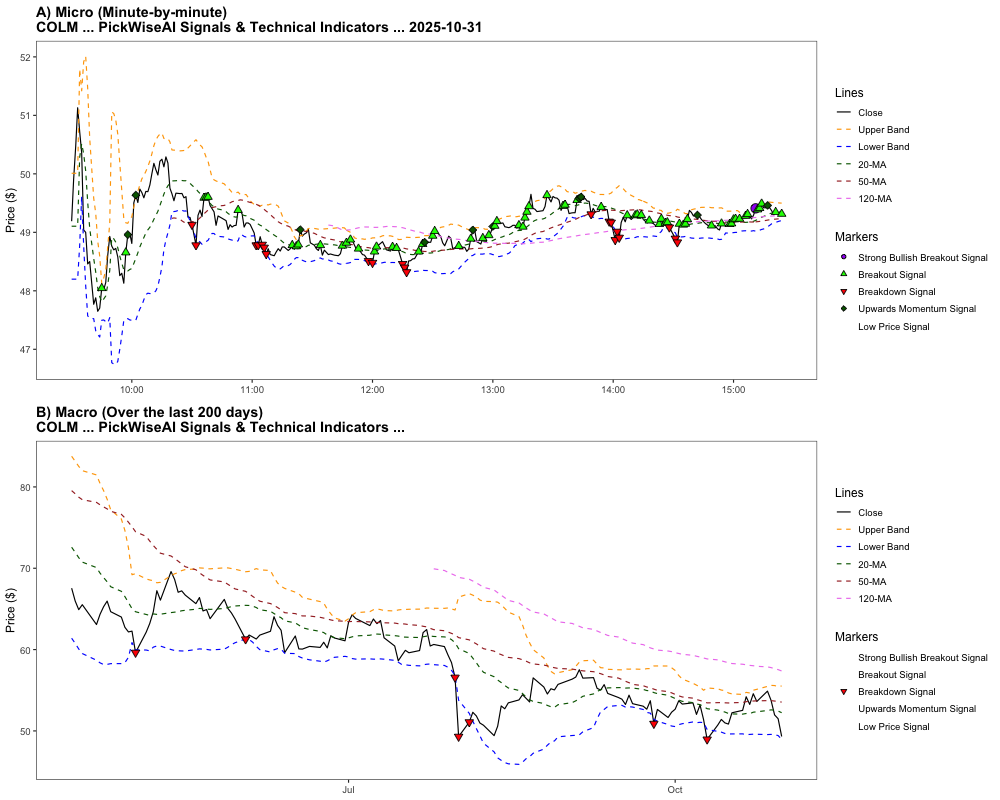 A) Micro (Minute-by-minute)
COLM ... PickWiseAI Signals & Technical Indicators ... 2025-10-31
Price ($)
52
51
50
49
48
47
10:00
11:00
12:00
13:00
14:00
15:00
Lines
Close
Upper Band
Lower Band
20-MA
50-MA
120-MA
Markers
Strong Bullish Breakout Signal
Breakout Signal
Breakdown Signal
Upwards Momentum Signal
Low Price Signal
B) Macro (Over the last 200 days)
COLM ... PickWiseAI Signals & Technical Indicators ...
Price ($)
80
70
60
50
Jul
Oct
Lines
Close
Upper Band
Lower Band
20-MA
50-MA
120-MA
Markers
Strong Bullish Breakout Signal
Breakout Signal
Breakdown Signal
Upwards Momentum Signal
Low Price Signal